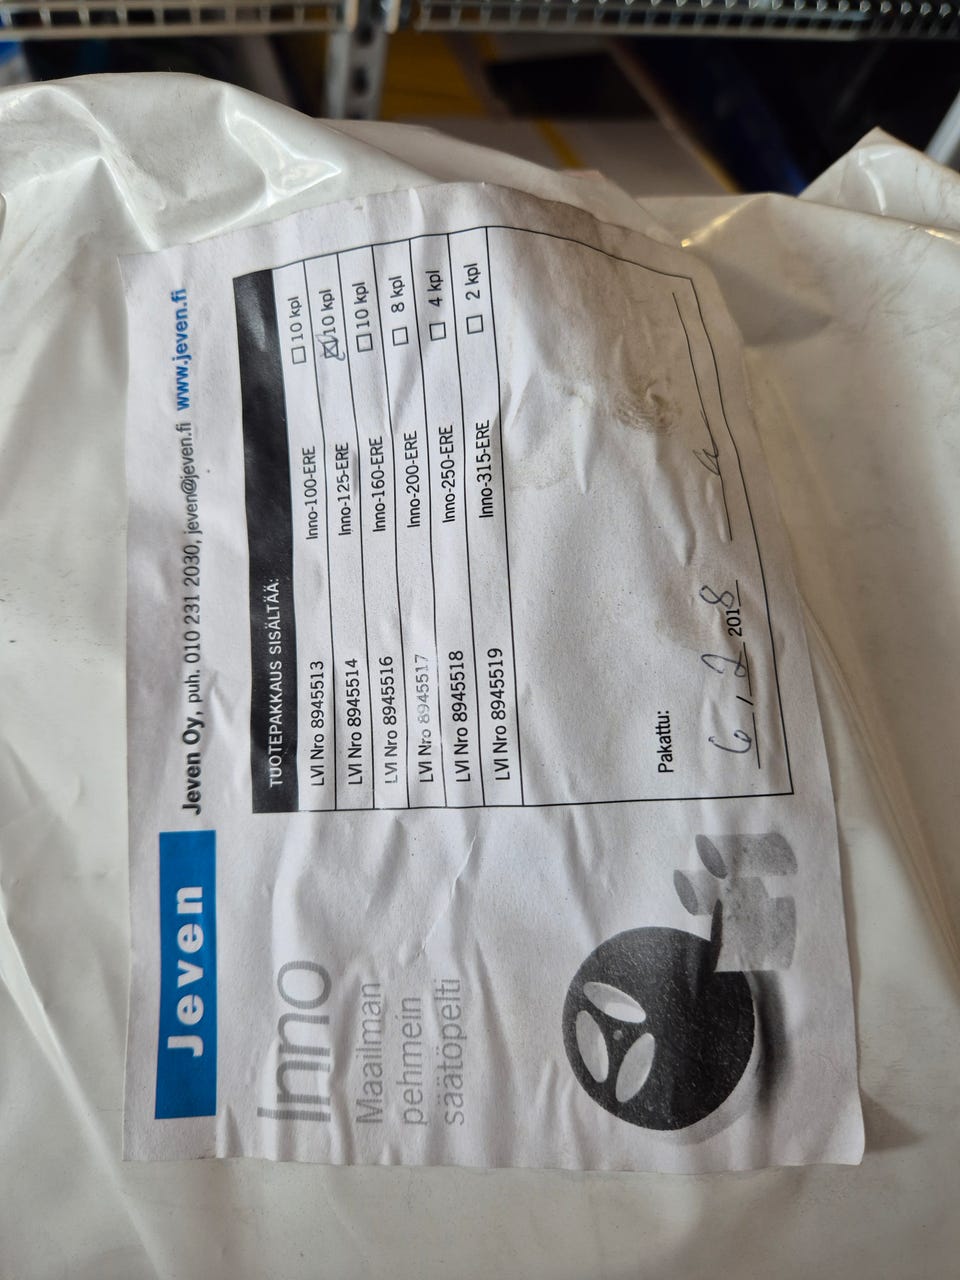 Jeven
Jeven Oy, puh. 010 231 2030, jeven@jeven.fi www.jeven.fi
Inno
Maailman
pehmein
säätöpelti
TUOTEPAKKAUS SISÄLTÄÄ:
LVI Nro 8945513 Inno-100-ERE ☐ 10 kpl
LVI Nro 8945514 Inno-125-ERE ☒ 10 kpl
LVI Nro 8945516 Inno-160-ERE ☐ 10 kpl
LVI Nro 8945517 Inno-200-ERE ☐ 8 kpl
LVI Nro 8945518 Inno-250-ERE ☐ 4 kpl
LVI Nro 8945519 Inno-315-ERE ☐ 2 kpl
Pakattu:
6 / 2 2018